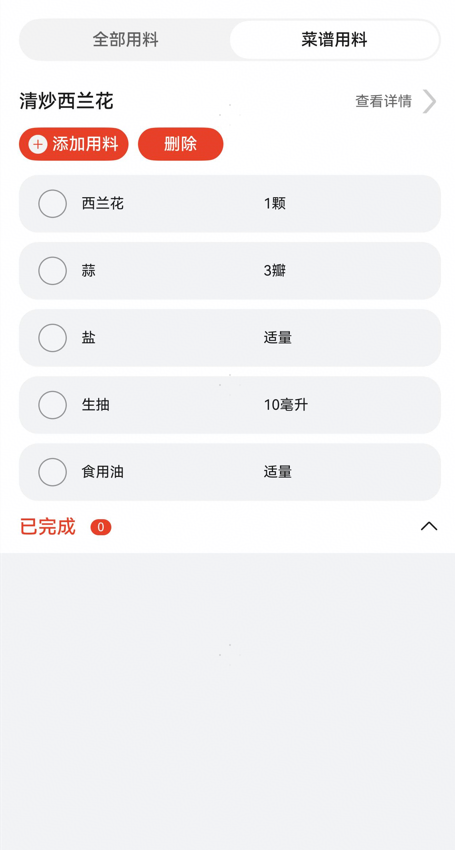 全部用料 菜谱用料
清炒西兰花 查看详情
添加用料 删除
西兰花 1颗
蒜 3瓣
盐 适量
生抽 10毫升
食用油 适量
已完成 0